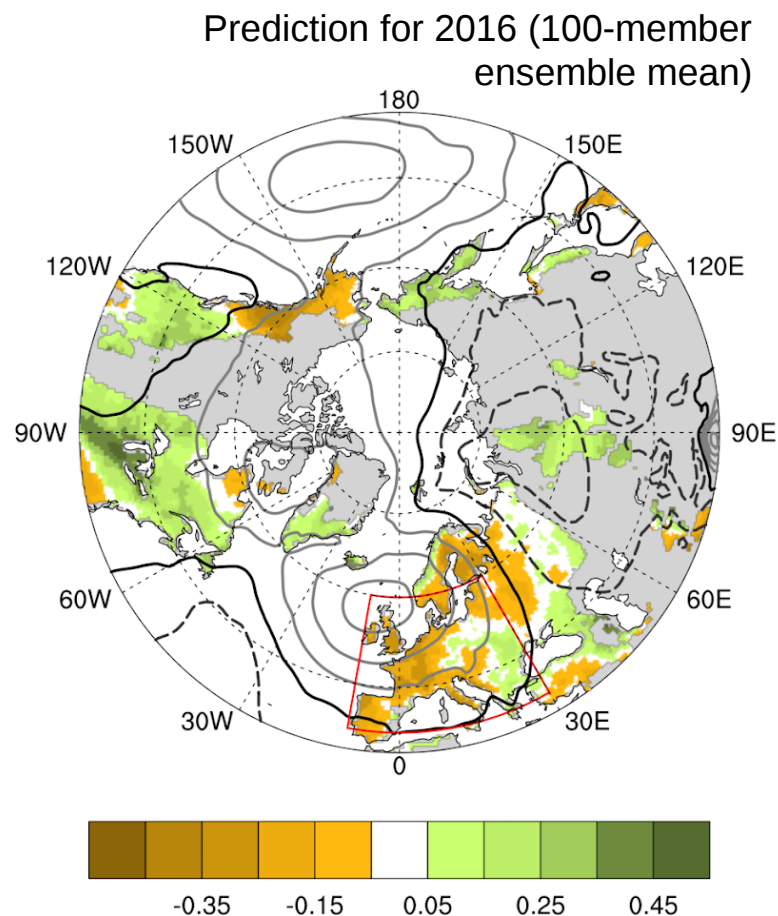 Prediction for 2016 (100-member
ensemble mean)
180
150W
150E
120W
120E
90W
90E
60W
60E
30W
30E
0
-0.35 -0.15 0.05 0.25 0.45